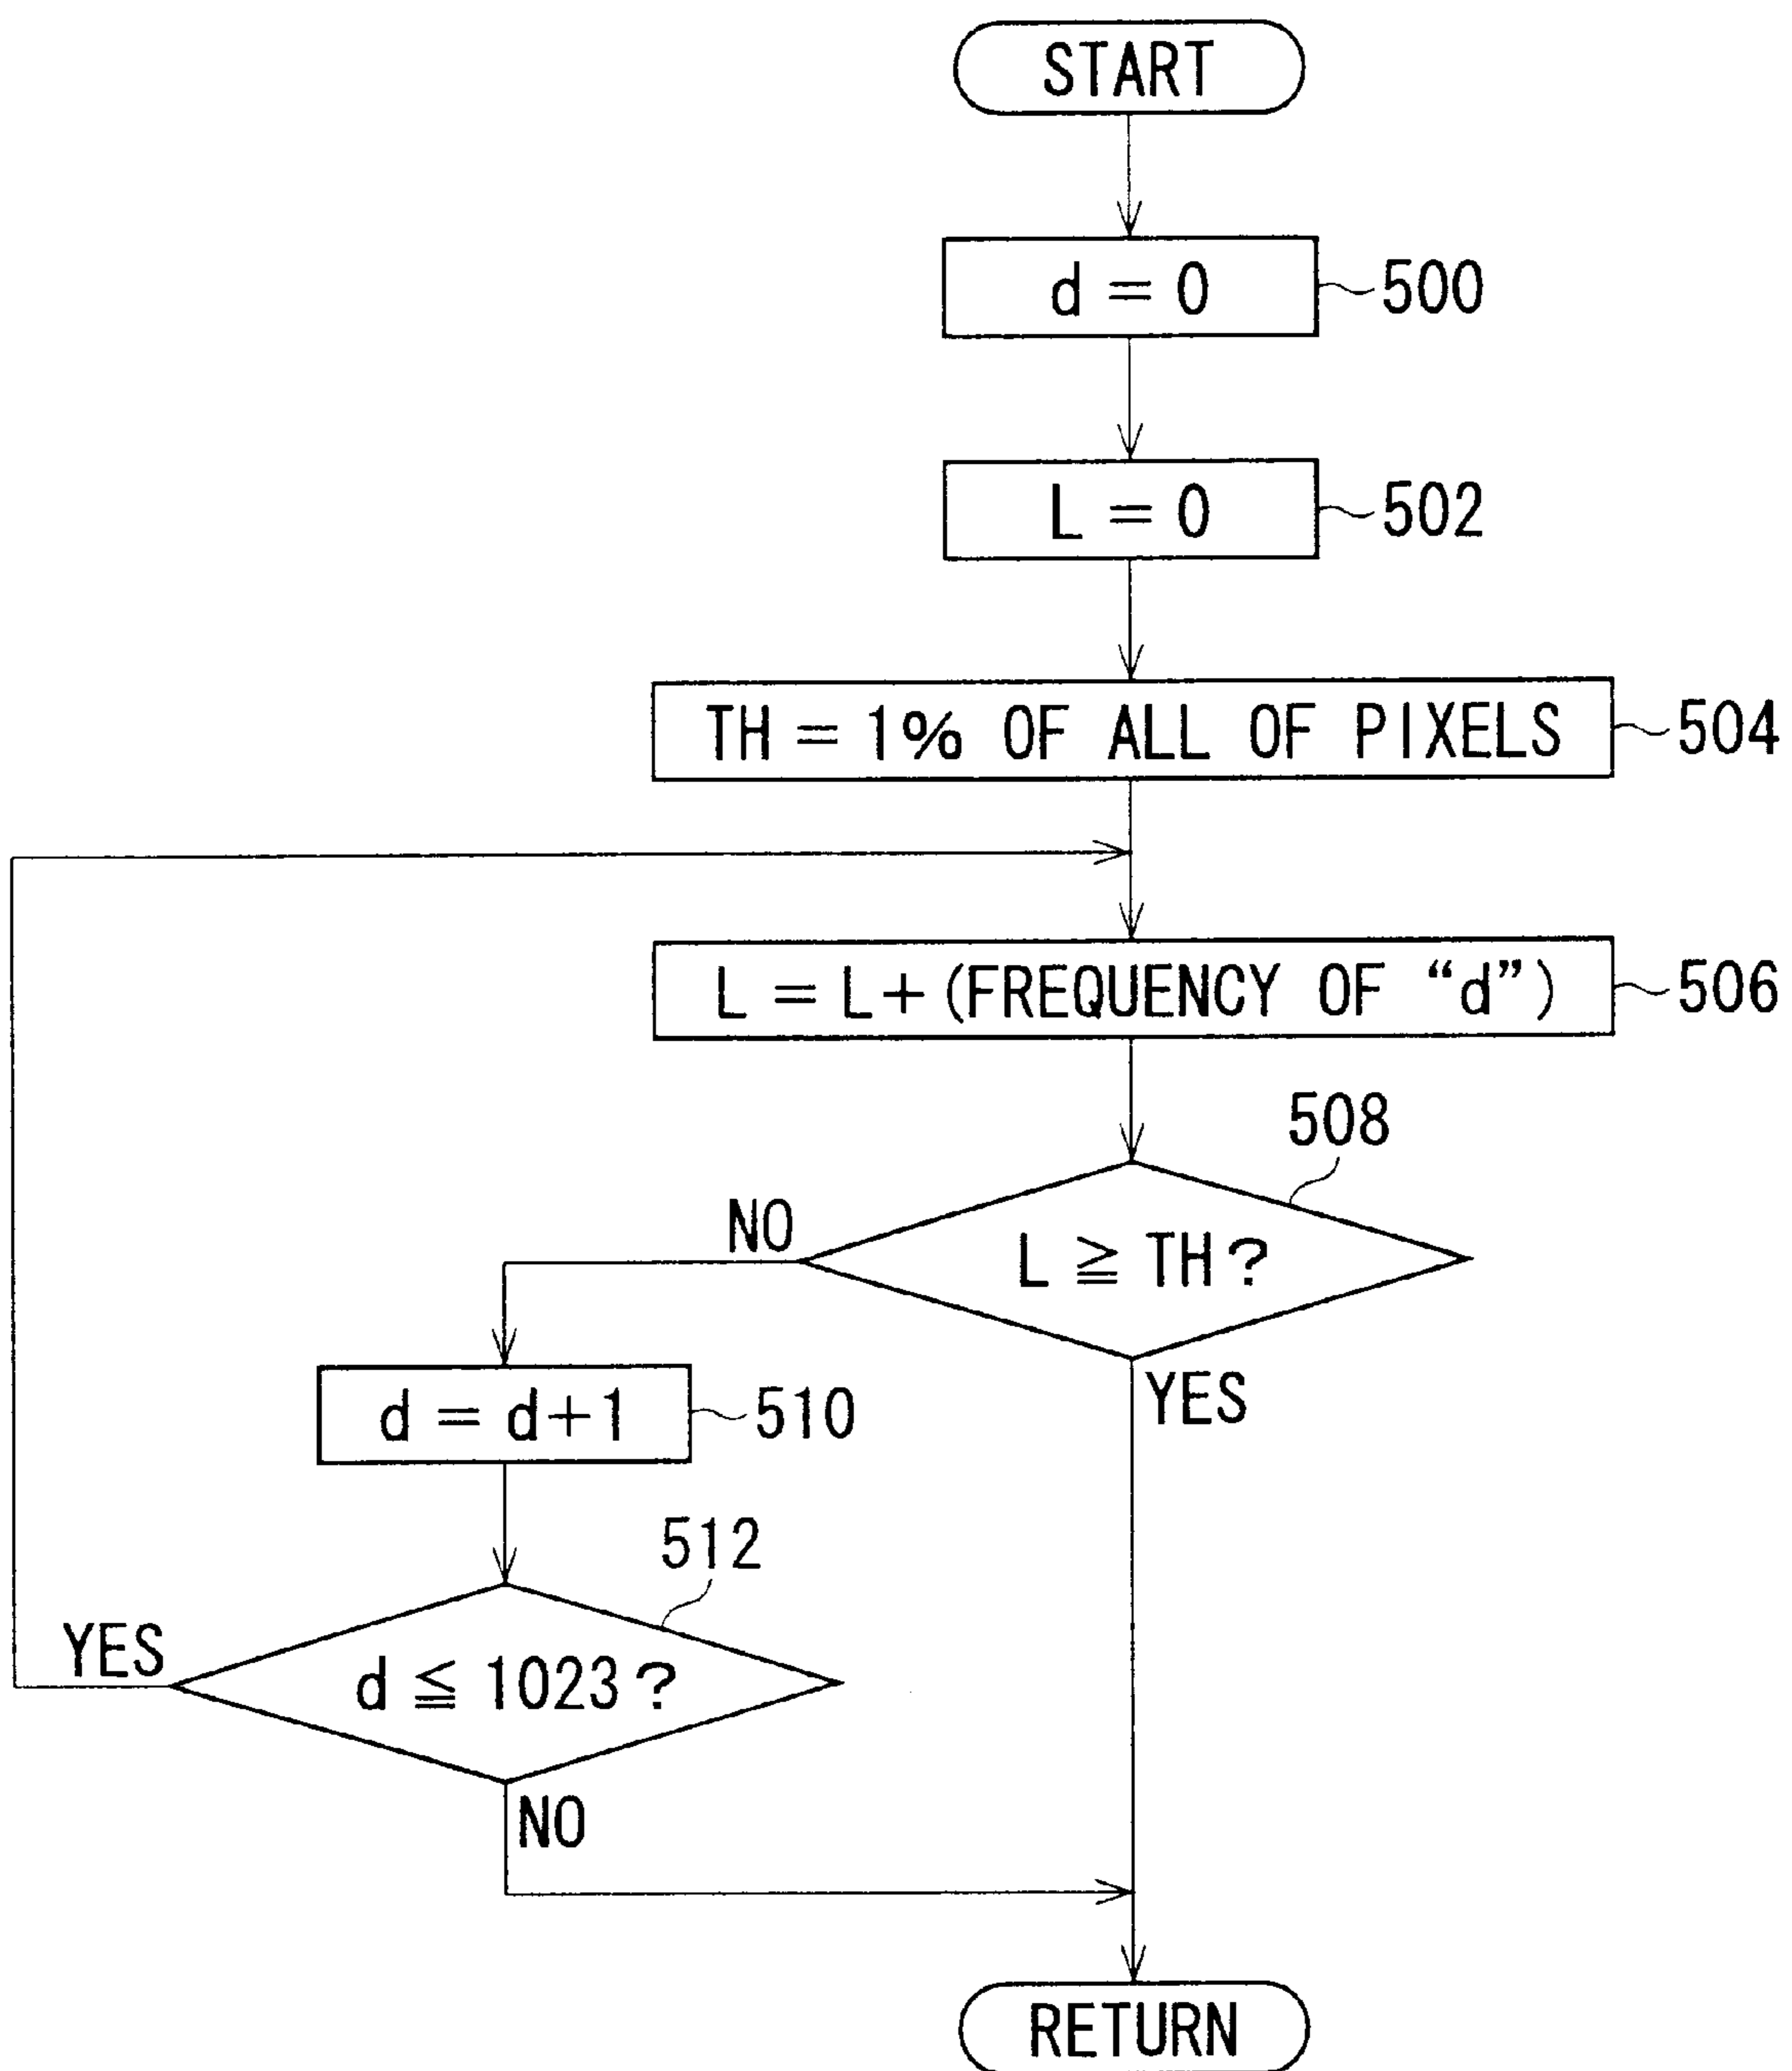 START
d = 0
500
L = 0
502
TH = 1% OF ALL OF PIXELS
504
L = L + (FREQUENCY OF “d”)
506
508
NO
L ≧ TH?
YES
d = d+1
510
512
YES
d ≦ 1023?
NO
RETURN